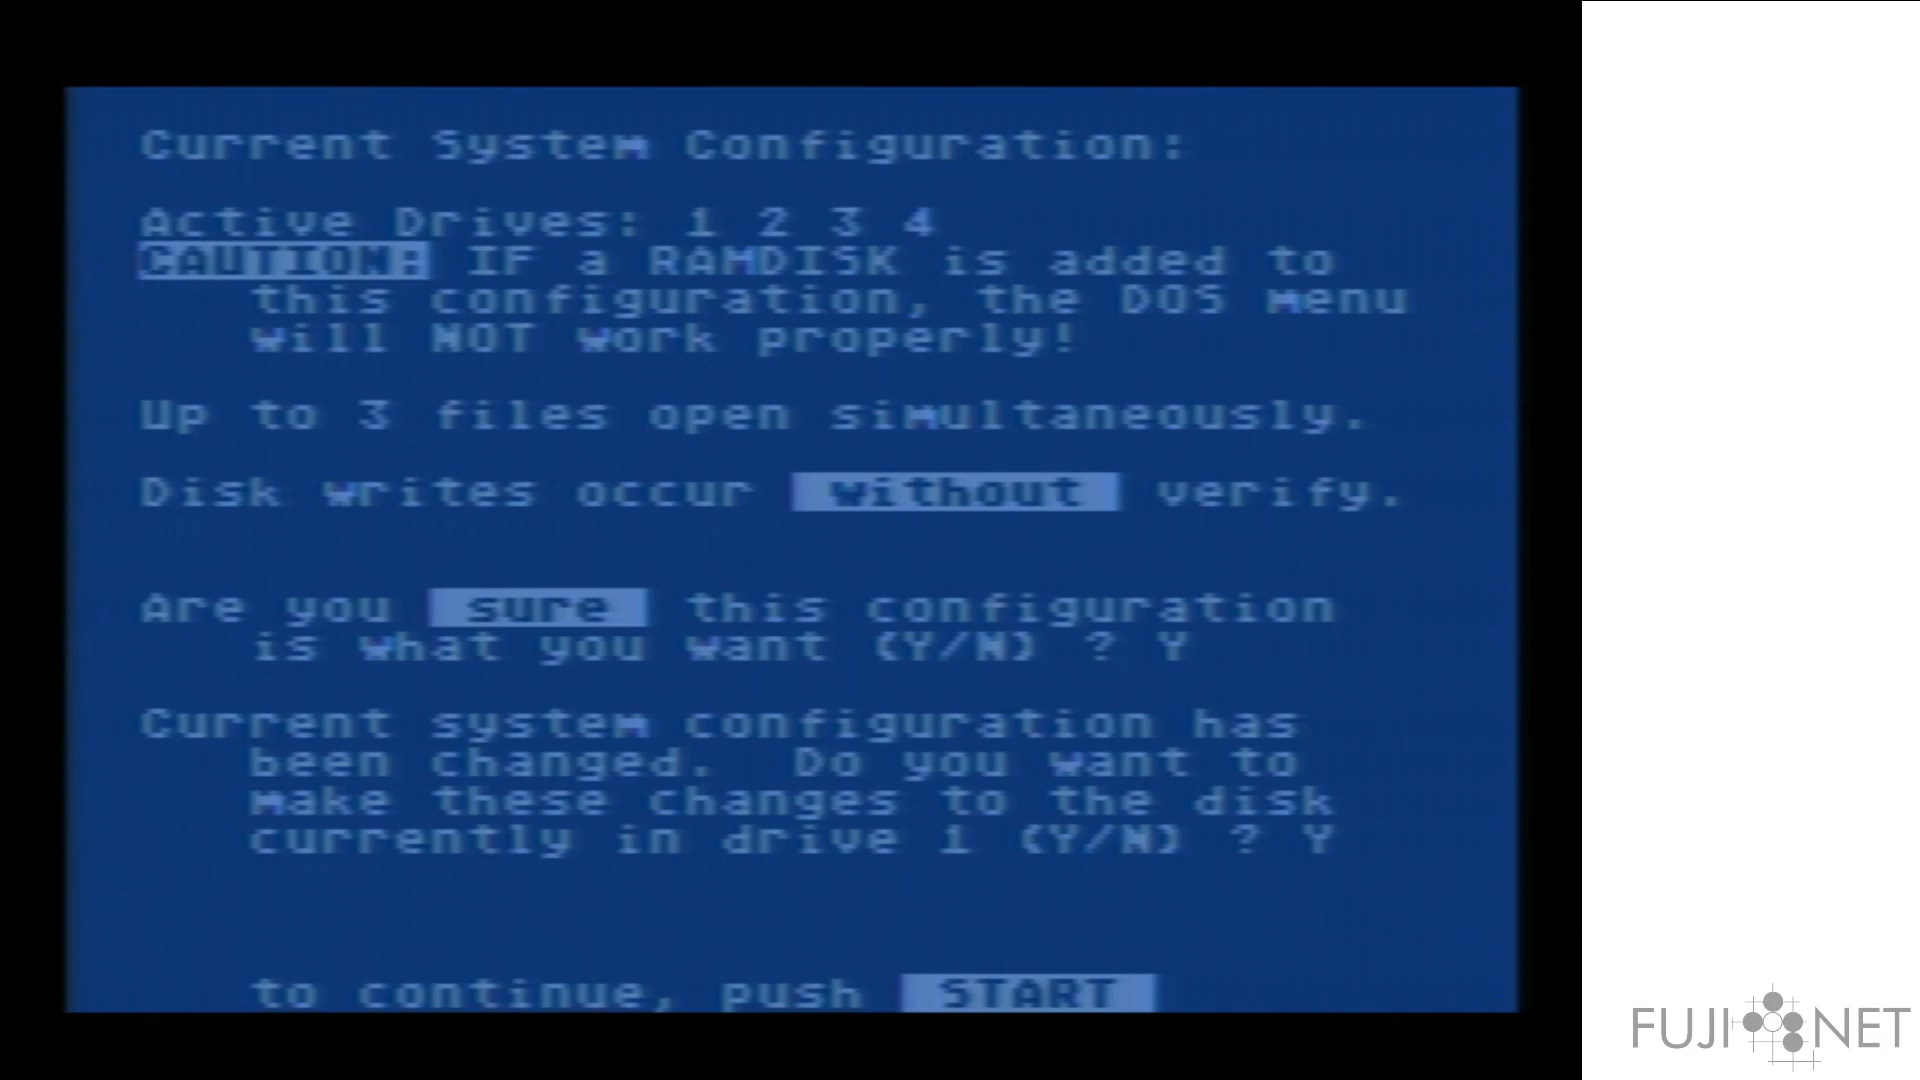 Current System Configuration:
Active Drives: 1 2 3 4
CAUTION: IF a RAMDISK is added to
this configuration, the DOS menu
will NOT work properly!
Up to 3 files open simultaneously.
Disk writes occur without verify.
Are you sure this configuration
is what you want (Y/N) ? Y
Current system configuration has
been changed.  Do you want to
make these changes to the disk
currently in drive 1 (Y/N) ? Y
to continue, push START
FUJINET